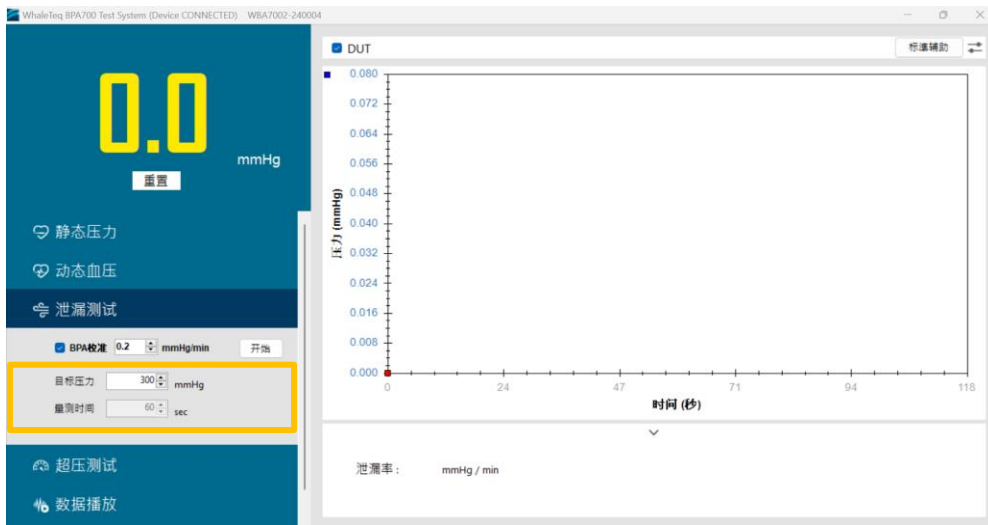 WhaleTeq BPA700 Test System (Device CONNECTED) WBA7002-240004
0.0 mmHg
重置
静态压力
动态血压
泄漏测试
BPA校准 0.2 mmHg/min 开始
目标压力 300 mmHg
量测时间 60 sec
超压测试
数据播放
DUT
标准辅助
0.080
0.072
0.064
0.056
0.048
0.040
0.032
0.024
0.016
0.008
0.000
压力 (mmHg)
0 24 47 71 94 118
时间 (秒)
泄漏率： mmHg / min